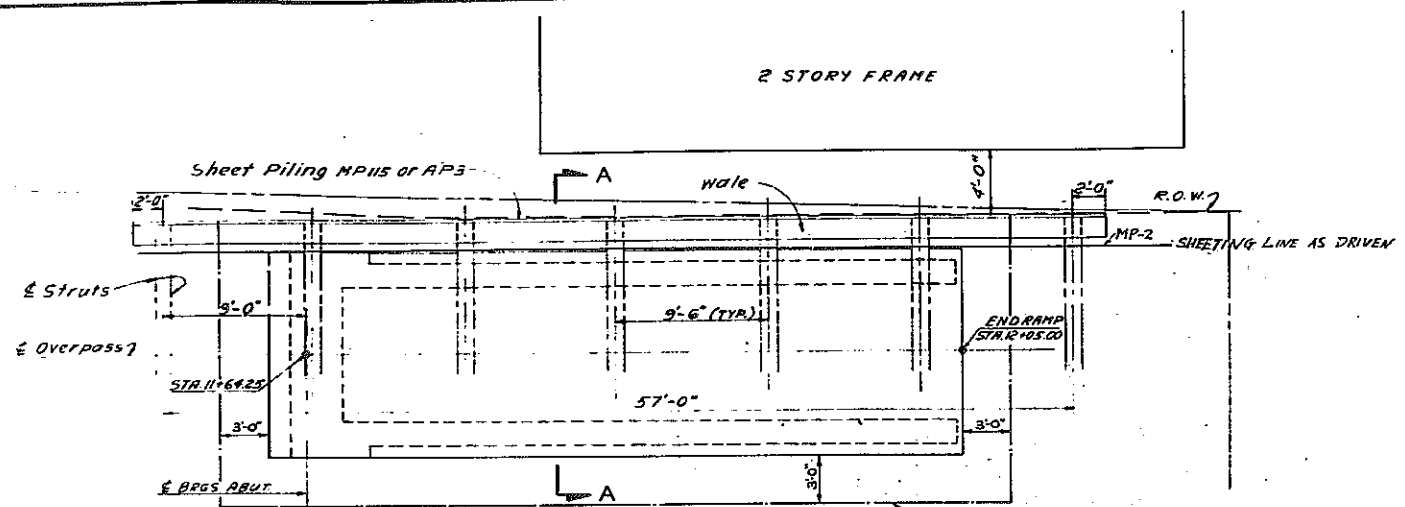 2 STORY FRAME
Sheet Piling MP115 or AP3
A
wale
4'-0"
2'-0"
2'-0"
R.O.W.
MP-2
SHEETING LINE AS DRIVEN
℄ Struts
9'-0"
9'-6" (TYP.)
END RAMP
STA. 12+05.00
℄ Overpass
STA. 11+64.25
57'-0"
3'-0"
3'-0"
3'-0"
℄ BRGS ABUT.
A